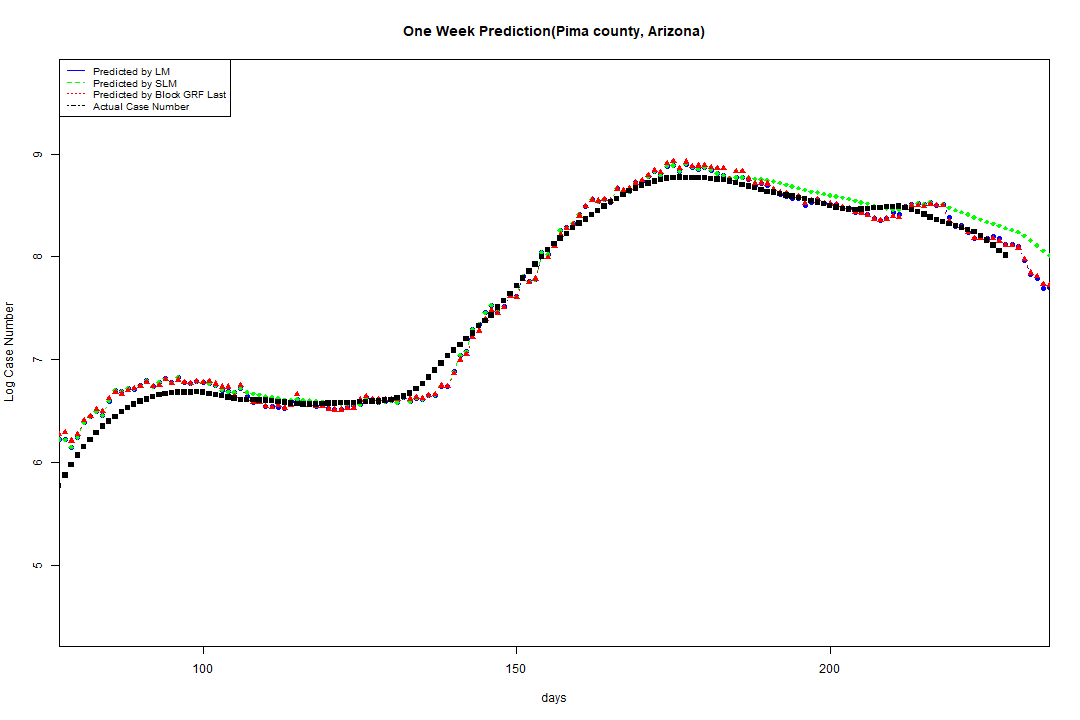 One Week Prediction(Pima county, Arizona)
Predicted by LM
Predicted by SLM
Predicted by Block GRF Last
Actual Case Number
9
8
7
6
5
Log Case Number
100
150
200
days